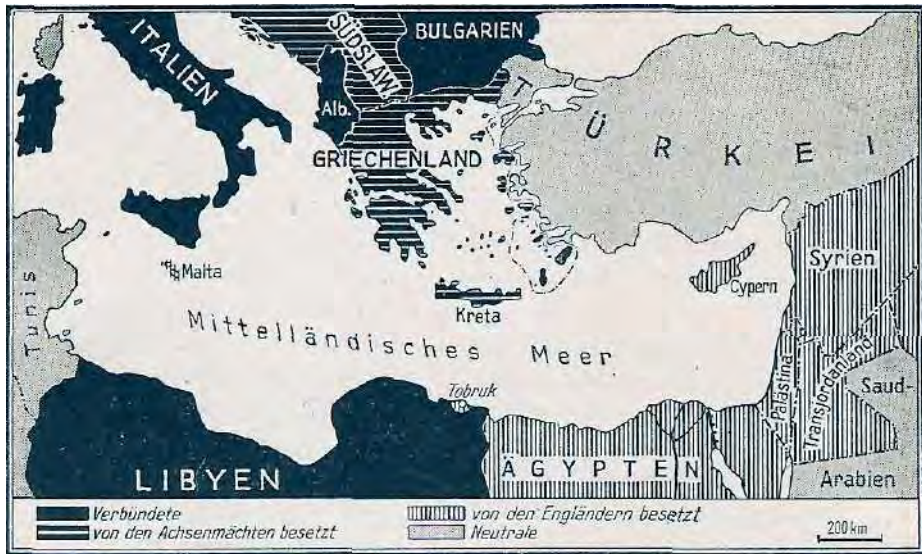 BULGARIEN
SÜDSLAW.
ITALIEN
Alb.
TÜRKEI
GRIECHENLAND
Tunis
Malta
Kreta
Cypern
Syrien
Mittelländisches Meer
Palästina
Transjordanland
Saud-
Arabien
Tobruk
LIBYEN
ÄGYPTEN
Verbündete
von den Achsenmächten besetzt
von den Engländern besetzt
Neutrale
200 km